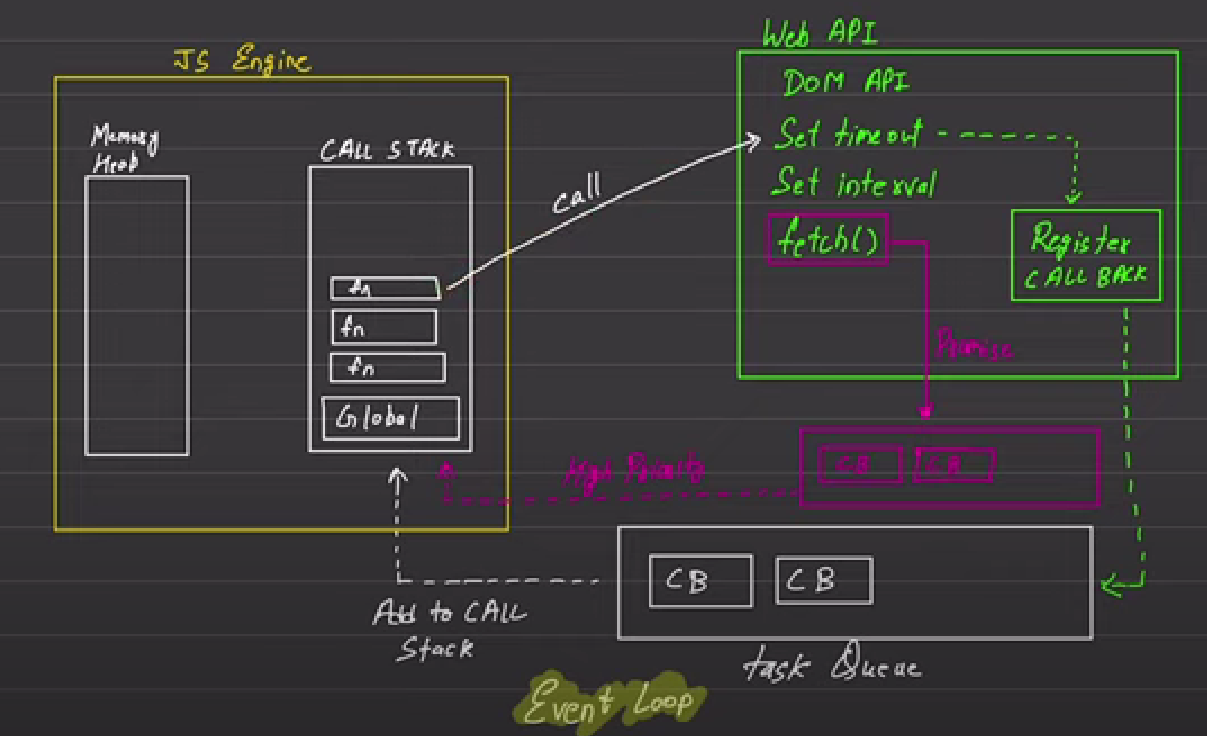 JS Engine
Memory
Heap
CALL STACK
fn
fn
fn
Global
call
Web API
DOM API
Set timeout
Set interval
fetch()
Register
CALL BACK
Promise
CB CB
High Priority
CB CB
Add to CALL
Stack
task Queue
Event Loop